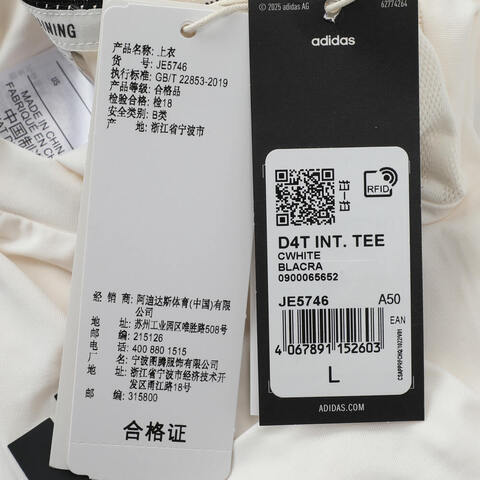 NING
MADE IN CHINA
FABRIQUE EN C
中国制
产品名称: 上衣
货 号: JE5746
执行标准: GB/T 22853-2019
产品等级: 合格品
检验合格: 检18
安全类别: B类
产 地: 浙江省宁波市
经 销 商: 阿迪达斯体育(中国)有限
公司
地 址: 苏州工业园区唯胜路508号
邮 编: 215126
电 话: 400 880 1515
厂 名: 宁波图腾服饰有限公司
地 址: 浙江省宁波市经济技术开
发区甬江路18号
邮 编: 315800
合格证
© 2025 adidas AG
62774264
adidas
扫一扫
RFID
D4T INT. TEE
CWHITE
BLACRA
0900065652
JE5746 A50
EAN
4 067891 152603
L
ADIDAS.COM